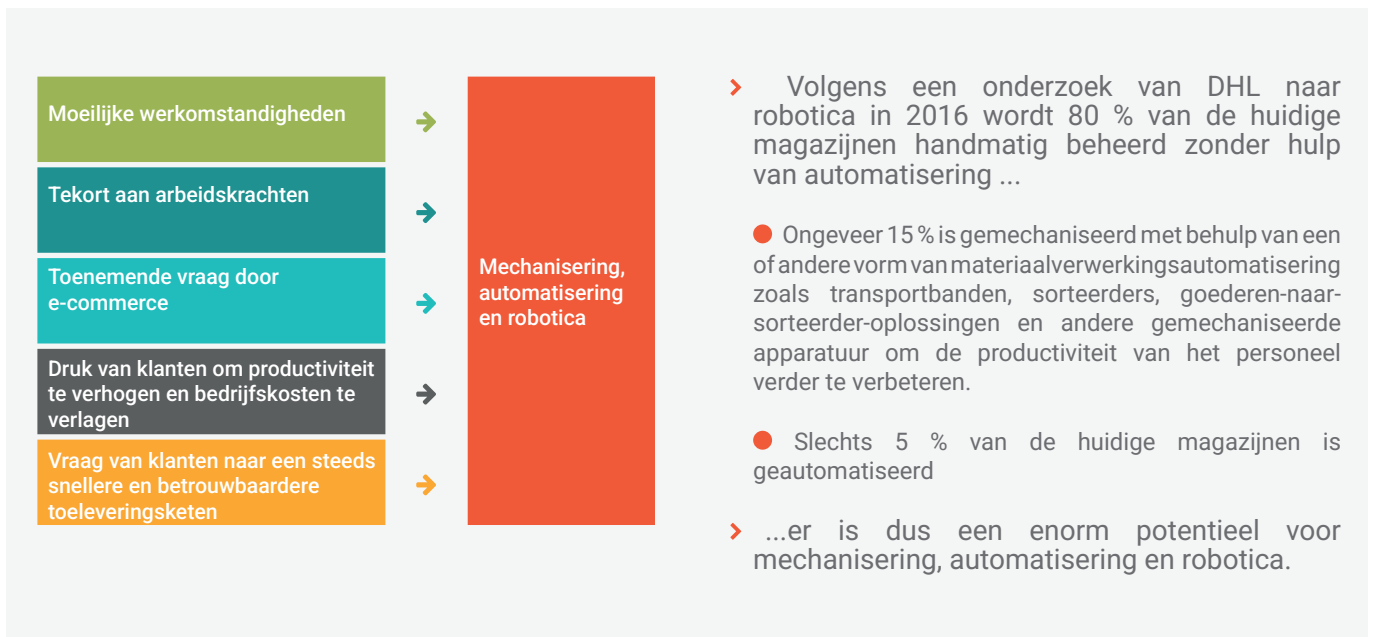 Moeilijke werkomstandigheden
Tekort aan arbeidskrachten
Toenemende vraag door
e-commerce
Druk van klanten om productiviteit
te verhogen en bedrijfskosten te
verlagen
Vraag van klanten naar een steeds
snellere en betrouwbaardere
toeleveringsketen
Mechanisering,
automatisering
en robotica
Volgens een onderzoek van DHL naar
robotica in 2016 wordt 80 % van de huidige
magazijnen handmatig beheerd zonder hulp
van automatisering ...
Ongeveer 15 % is gemechaniseerd met behulp van een
of andere vorm van materiaalverwerkingsautomatisering
zoals transportbanden, sorteerders, goederen-naar-
sorteerder-oplossingen en andere gemechaniseerde
apparatuur om de productiviteit van het personeel
verder te verbeteren.
Slechts 5 % van de huidige magazijnen is
geautomatiseerd
...er is dus een enorm potentieel voor
mechanisering, automatisering en robotica.